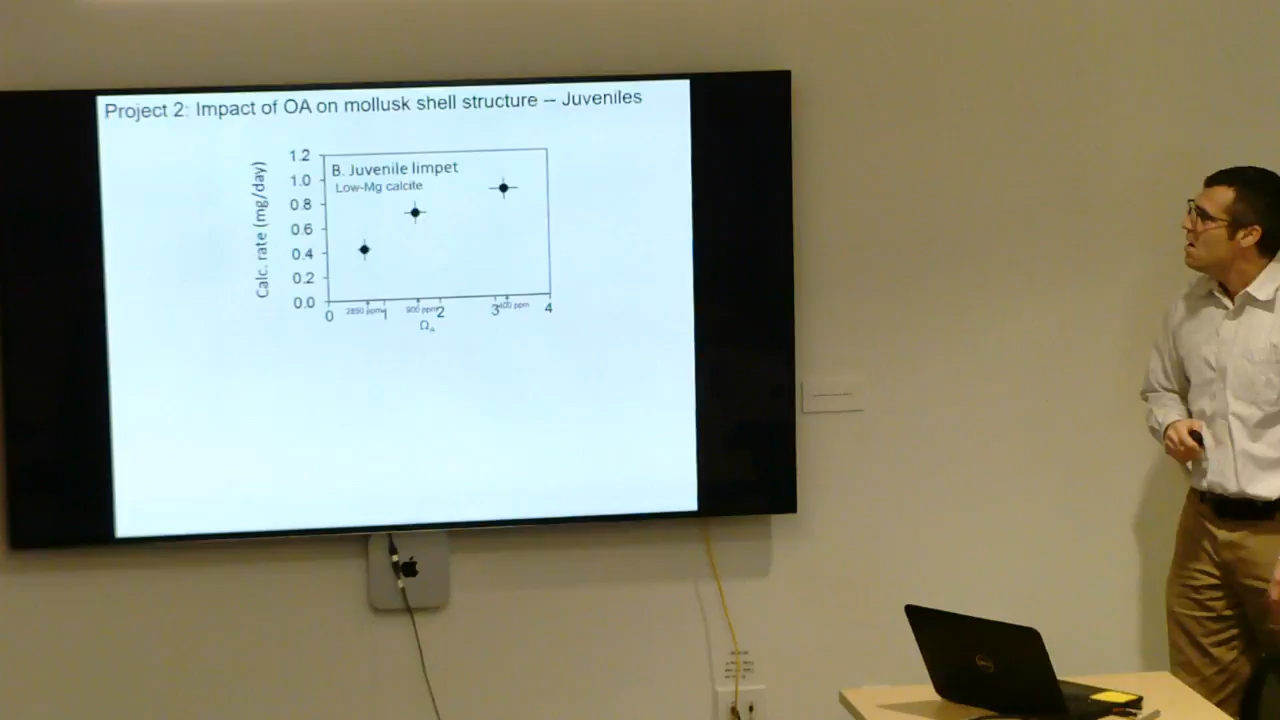 Project 2: Impact of OA on mollusk shell structure – Juveniles
B. Juvenile limpet
Low-Mg calcite
Calc. rate (mg/day)
1.2
1.0
0.8
0.6
0.4
0.2
0.0
0 1 2 3 4
2850 ppm 900 ppm 400 ppm
Ω_A
DELL